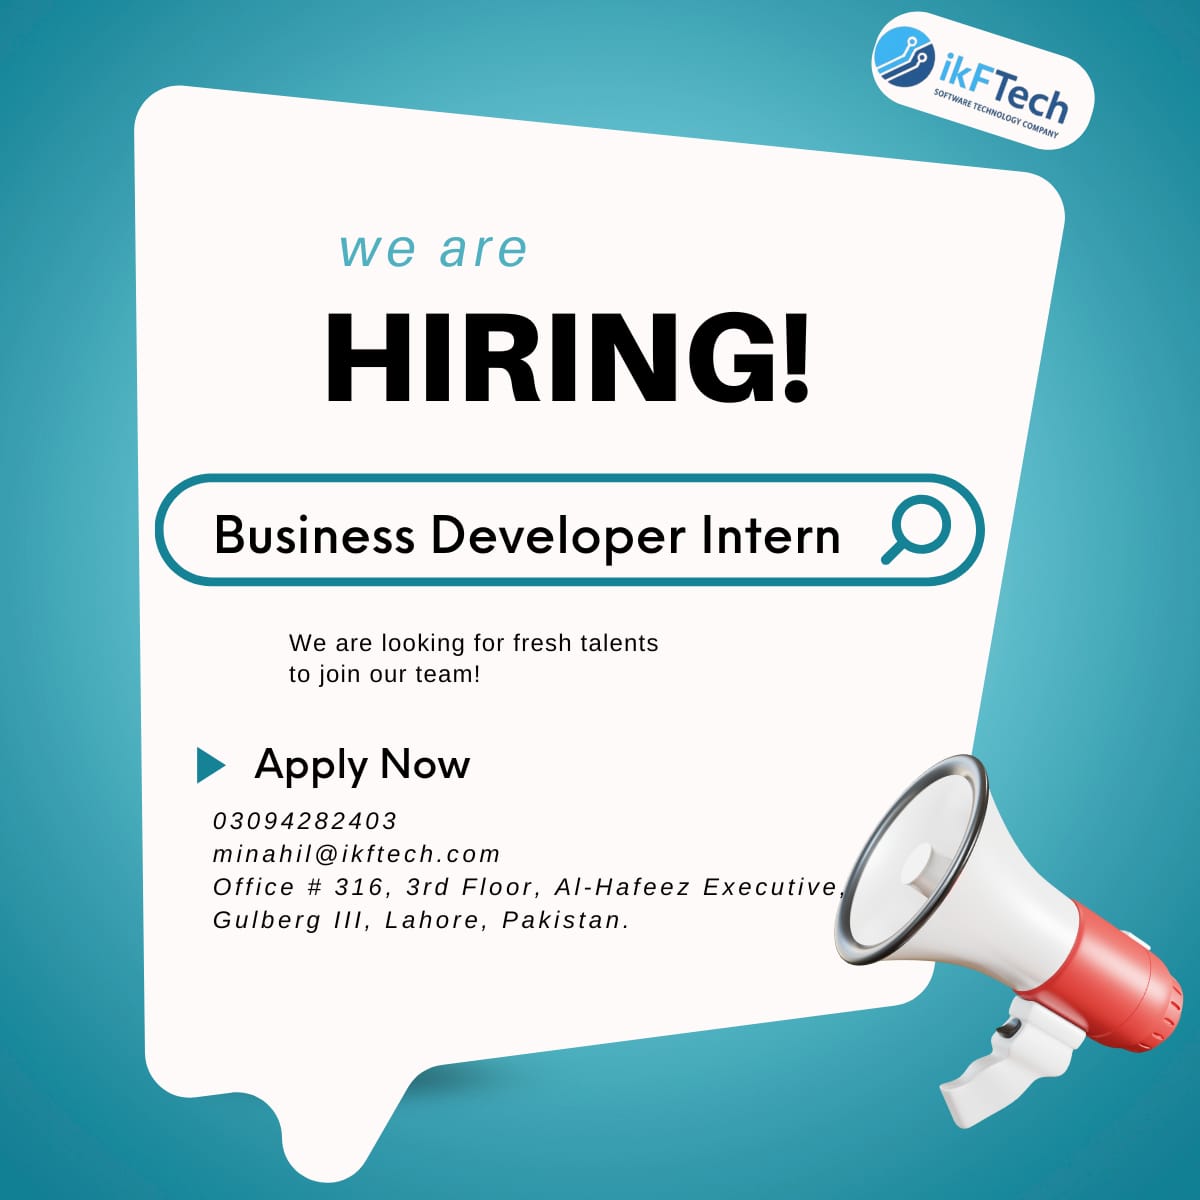 ikFTech
SOFTWARE TECHNOLOGY COMPANY
we are
HIRING!
Business Developer Intern
We are looking for fresh talents
to join our team!
Apply Now
03094282403
minahil@ikftech.com
Office # 316, 3rd Floor, Al-Hafeez Executive,
Gulberg III, Lahore, Pakistan.